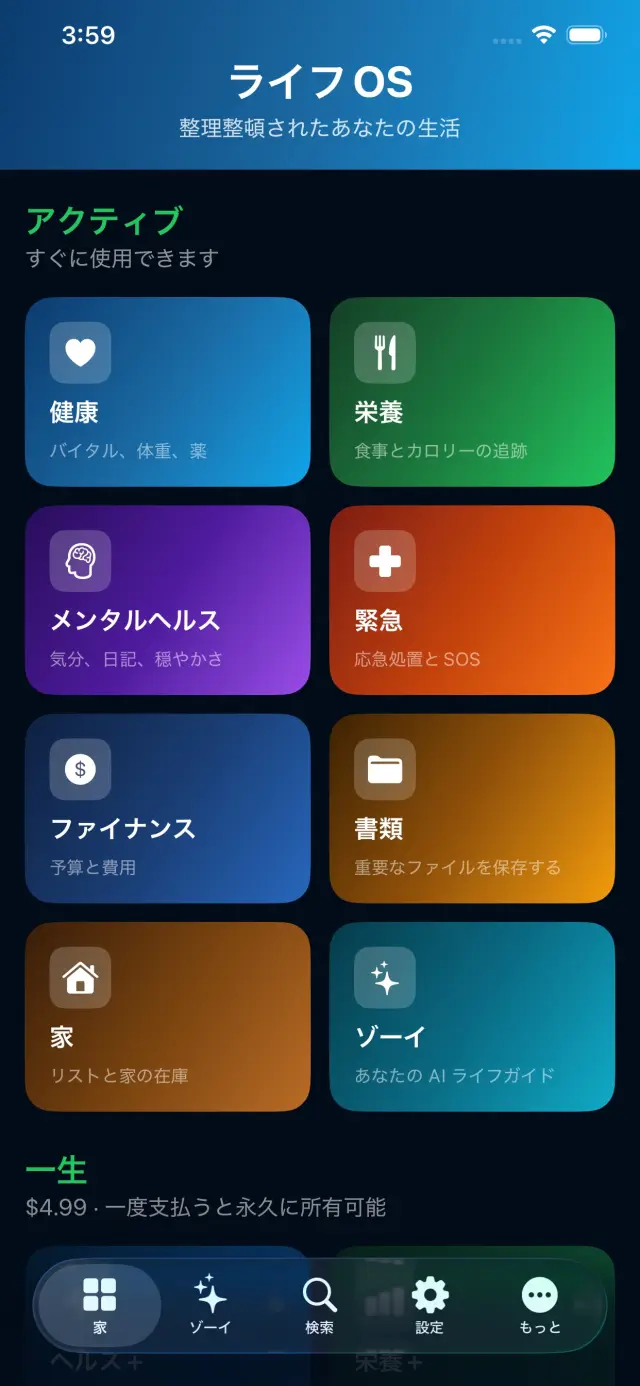 3:59
ライフOS
整理整頓されたあなたの生活
アクティブ
すぐに使用できます
健康
バイタル、体重、薬
栄養
食事とカロリーの追跡
メンタルヘルス
気分、日記、穏やかさ
緊急
応急処置と SOS
$
ファイナンス
予算と費用
書類
重要なファイルを保存する
家
リストと家の在庫
ゾーイ
あなたの AI ライフガイド
一生
$4.99 · 一度支払うと永久に所有可能
家
ゾーイ
検索
設定
もっと
ヘルス+
栄養+